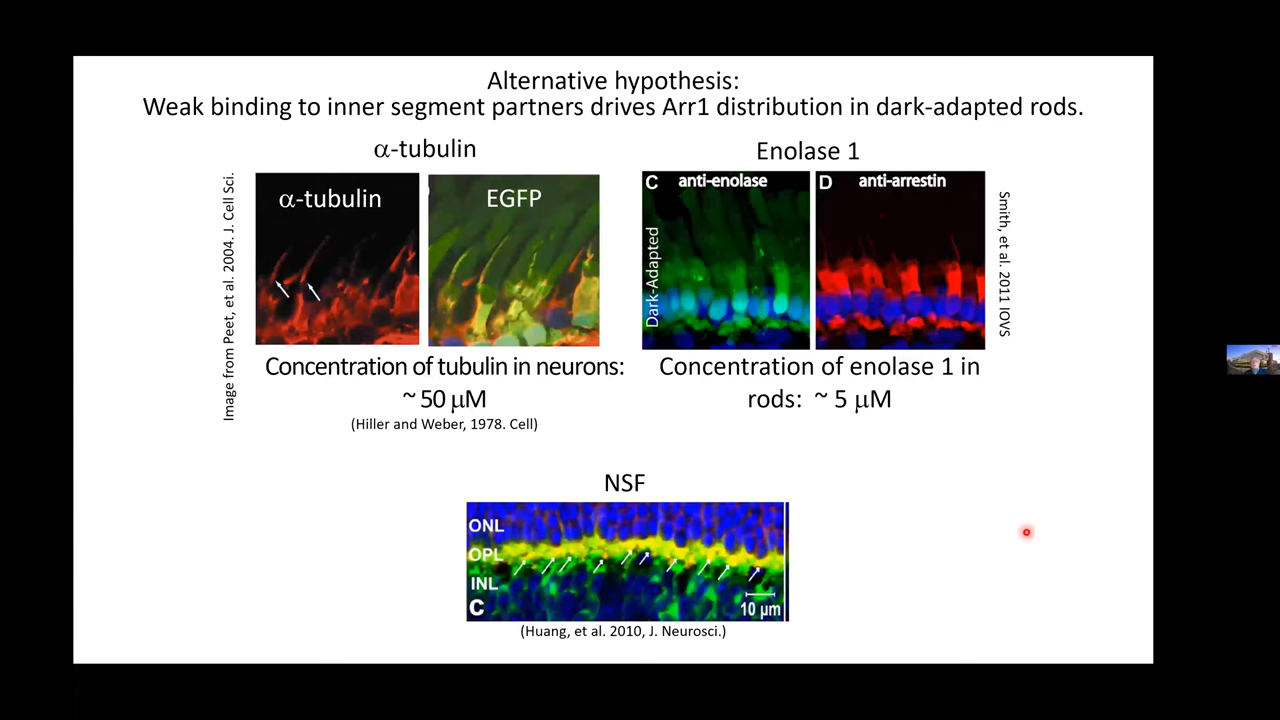 Alternative hypothesis:
Weak binding to inner segment partners drives Arr1 distribution in dark-adapted rods.
α-tubulin
Enolase 1
Image from Peet, et al. 2004. J. Cell Sci.
α-tubulin
EGFP
C
anti-enolase
Dark-Adapted
D
anti-arrestin
Smith, et al. 2011 IOVS
Concentration of tubulin in neurons:
~ 50 μM
(Hiller and Weber, 1978. Cell)
Concentration of enolase 1 in
rods: ~ 5 μM
NSF
ONL
OPL
INL
C
10 μm
(Huang, et al. 2010, J. Neurosci.)